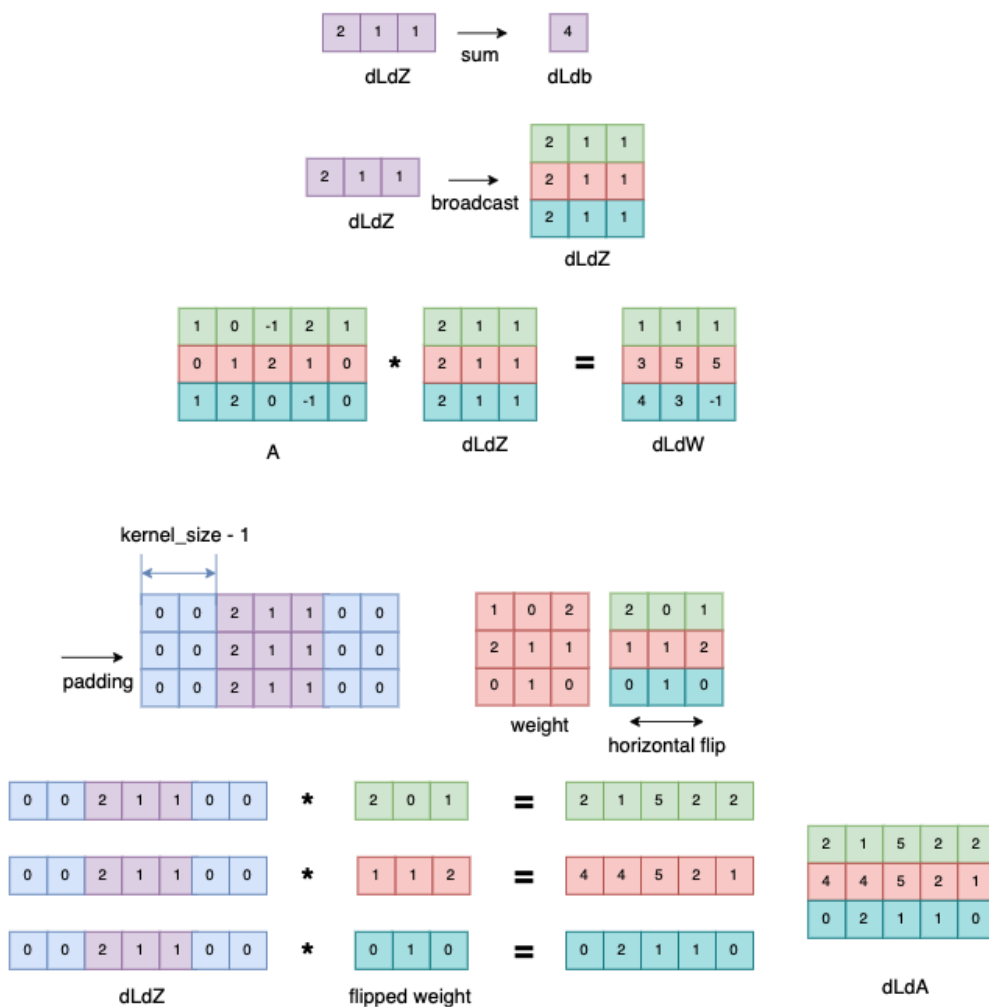 2 1 1 → 4
sum
dLdZ dLdb
2 1 1
2 1 1 → 2 1 1
broadcast
2 1 1
dLdZ
dLdZ
1 0 -1 2 1 2 1 1 1 1 1
0 1 2 1 0 * 2 1 1 = 3 5 5
1 2 0 -1 0 2 1 1 4 3 -1
A dLdZ dLdW
kernel_size - 1
0 0 2 1 1 0 0 1 0 2 2 0 1
0 0 2 1 1 0 0 2 1 1 1 1 2
padding
0 0 2 1 1 0 0 0 1 0 0 1 0
weight
horizontal flip
0 0 2 1 1 0 0 * 2 0 1 = 2 1 5 2 2
2 1 5 2 2
0 0 2 1 1 0 0 * 1 1 2 = 4 4 5 2 1
4 4 5 2 1
0 2 1 1 0
0 0 2 1 1 0 0 * 0 1 0 = 0 2 1 1 0
dLdZ flipped weight dLdA